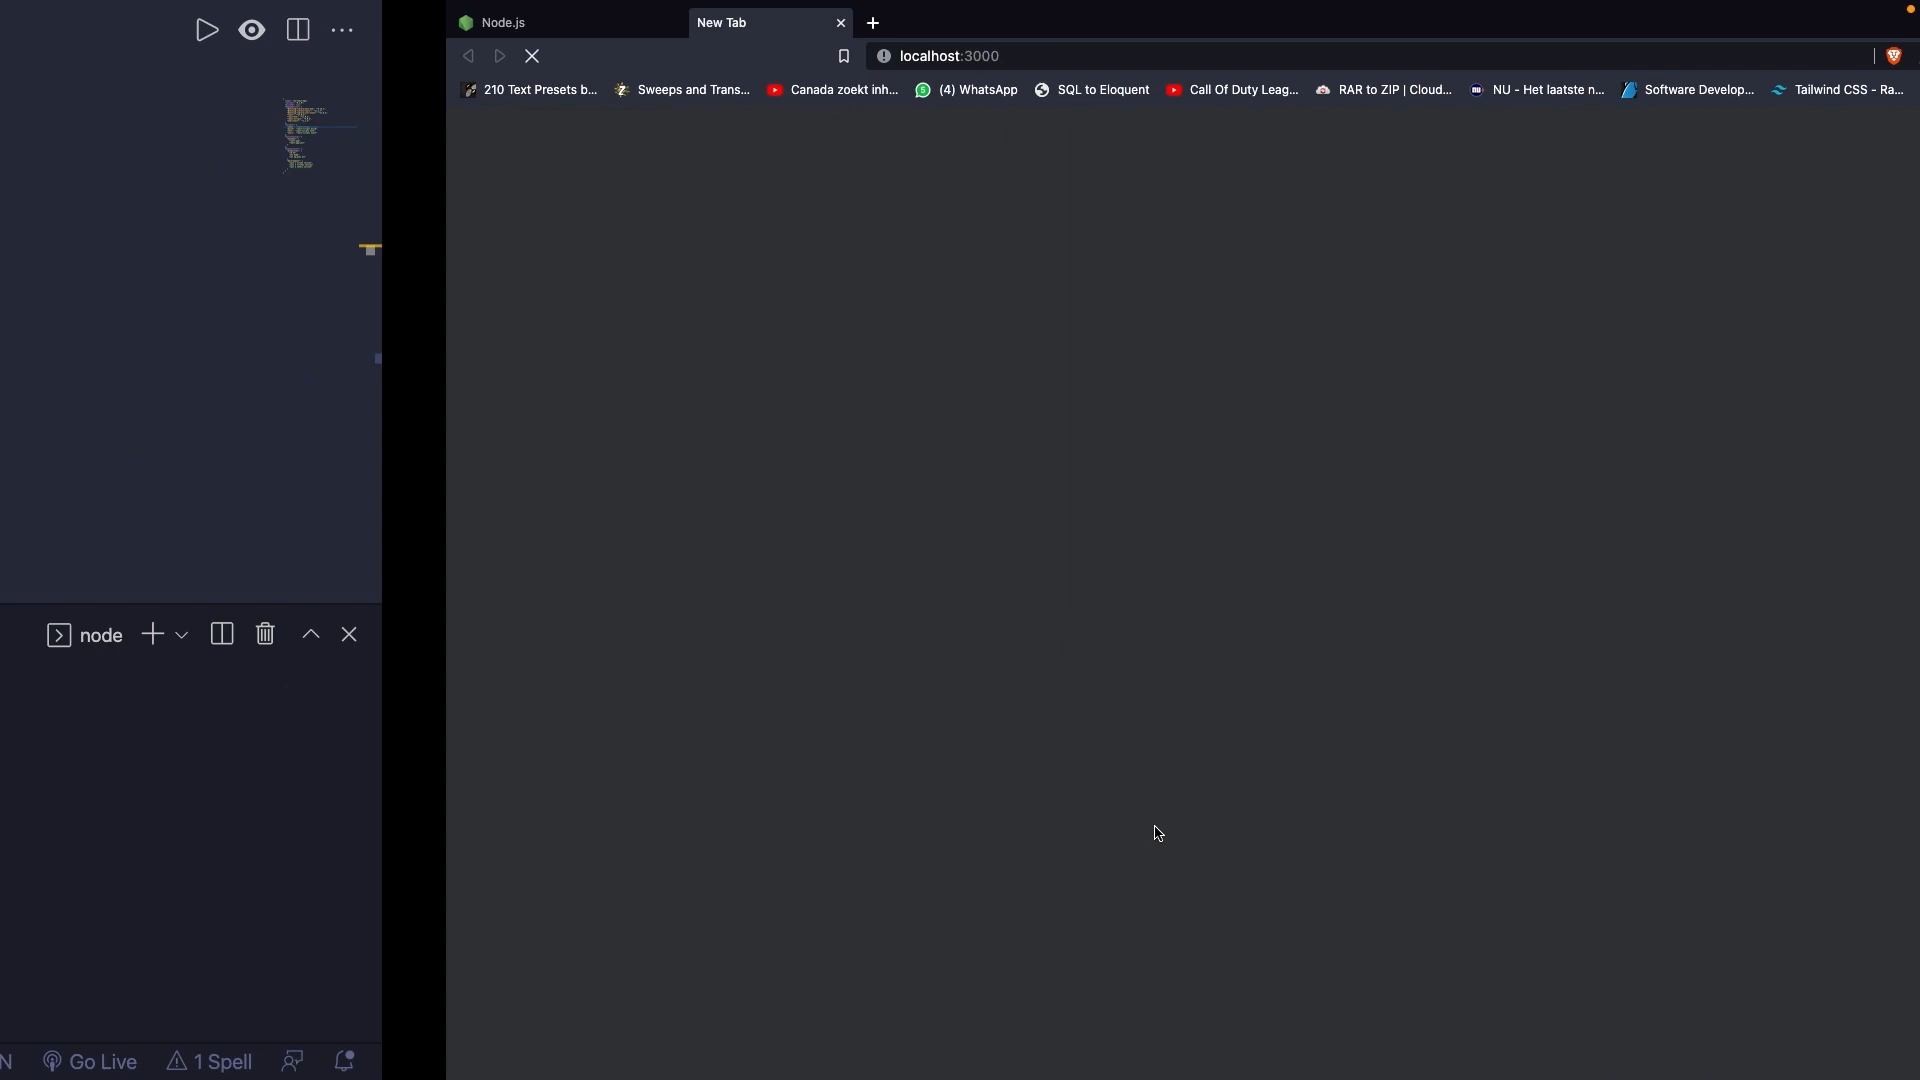 Node.js
New Tab
localhost:3000
210 Text Presets b...
Sweeps and Trans...
Canada zoekt inh...
(4) WhatsApp
SQL to Eloquent
Call Of Duty Leag...
RAR to ZIP | Cloud...
NU - Het laatste n...
Software Develop...
Tailwind CSS - Ra...
node
N
Go Live
1 Spell